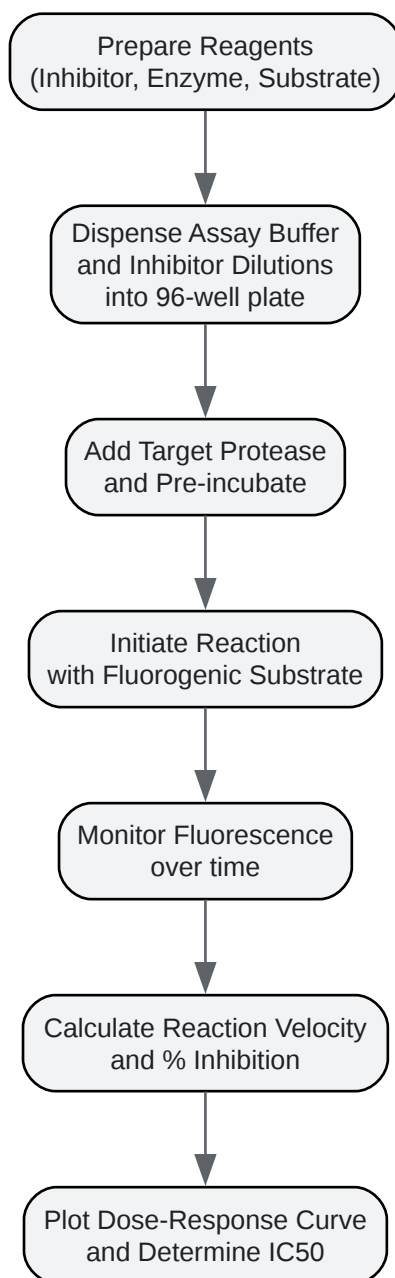 Prepare Reagents
(Inhibitor, Enzyme, Substrate)
Dispense Assay Buffer
and Inhibitor Dilutions
into 96-well plate
Add Target Protease
and Pre-incubate
Initiate Reaction
with Fluorogenic Substrate
Monitor Fluorescence
over time
Calculate Reaction Velocity
and % Inhibition
Plot Dose-Response Curve
and Determine IC50